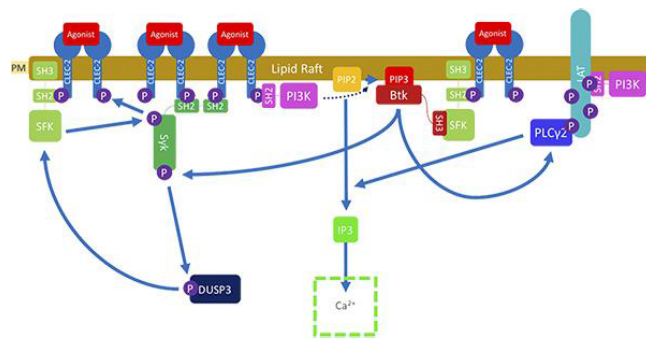 Agonist
Agonist
Agonist
Agonist
PM
Lipid Raft
SH3
CLEC-2
CLEC-2
CLEC-2
CLEC-2
CLEC-2
CLEC-2
PIP2
PIP3
SH3
CLEC-2
CLEC-2
LAT
SH2
P
P
P
P
P
P
SH2
PI3K
Btk
SH2
P
P
P
P
SH2
PI3K
SFK
P
SH2
SH2
SH3
SFK
P
PLCγ2
P
Syk
P
IP3
P
DUSP3
Ca²⁺